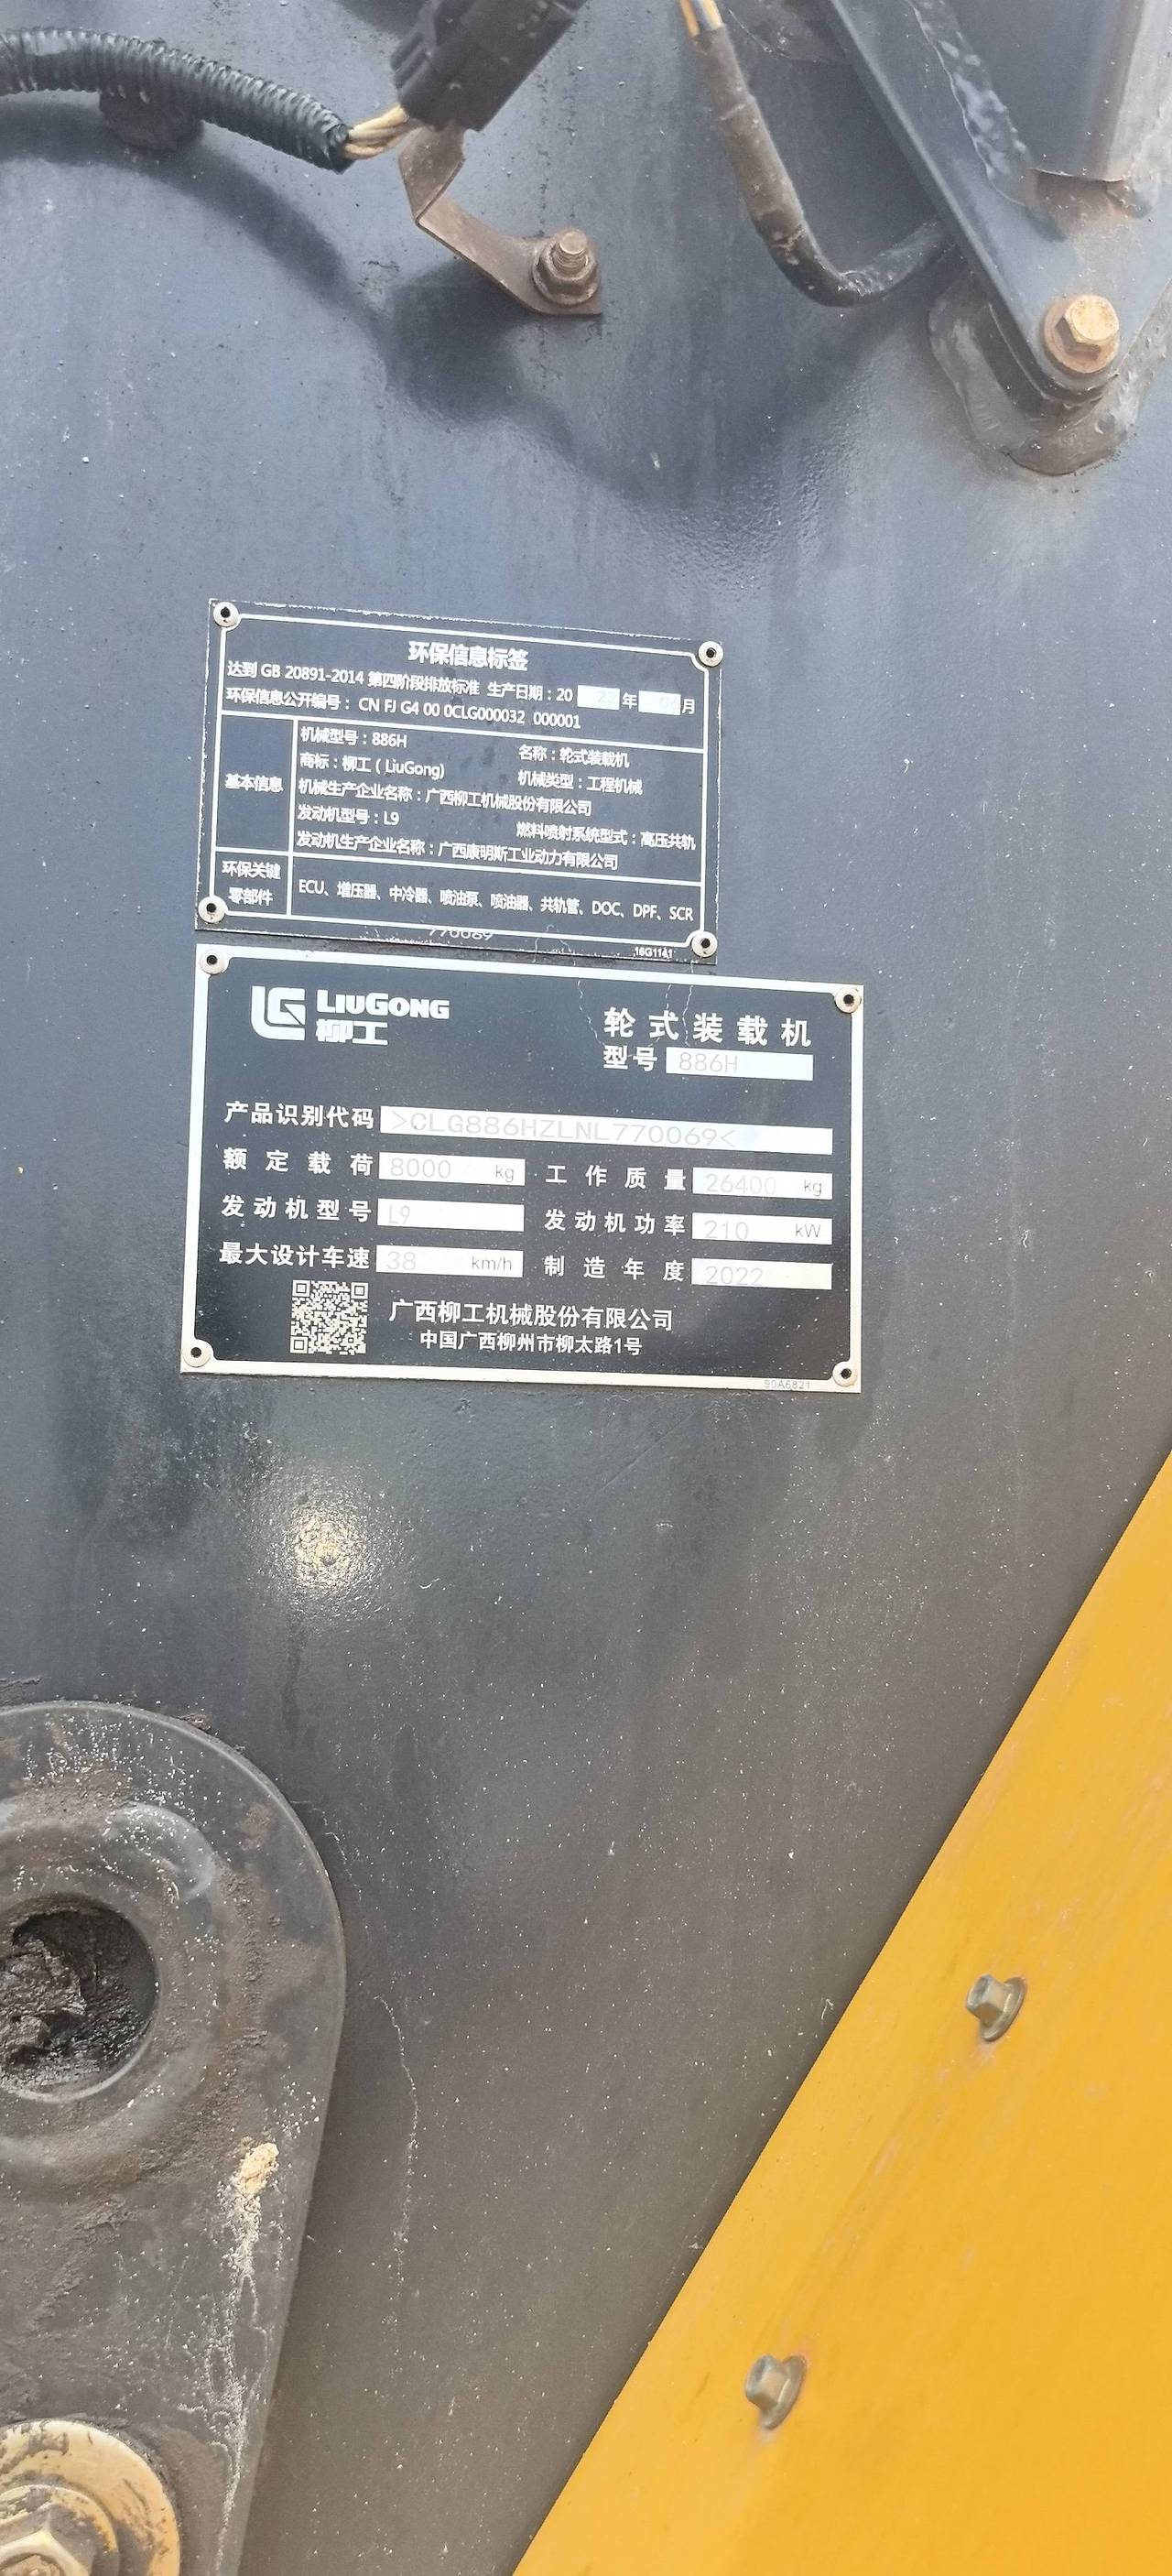 环保信息标签
达到 GB 20891-2014 第四阶段排放标准 生产日期：20 22 年 06 月
环保信息公开编号： CN FJ G4 00 0CLG000032 000001
基本信息
机械型号：886H 名称：轮式装载机
商标：柳工（LiuGong) 机械类型：工程机械
机械生产企业名称：广西柳工机械股份有限公司
发动机型号：L9 燃料喷射系统型式：高压共轨
发动机生产企业名称：广西康明斯工业动力有限公司
环保关键零部件
ECU、增压器、中冷器、喷油泵、喷油器、共轨管、DOC、DPF、SCR
770069
16G1141
LG LIUGONG
柳工
轮式装载机
型号 886H
产品识别代码 >CLG886HZLNL770069<
额定载荷 8000 kg 工作质量 26400 kg
发动机型号 L9 发动机功率 210 kW
最大设计车速 38 km/h 制造年度 2022
广西柳工机械股份有限公司
中国广西柳州市柳太路1号
90A6821